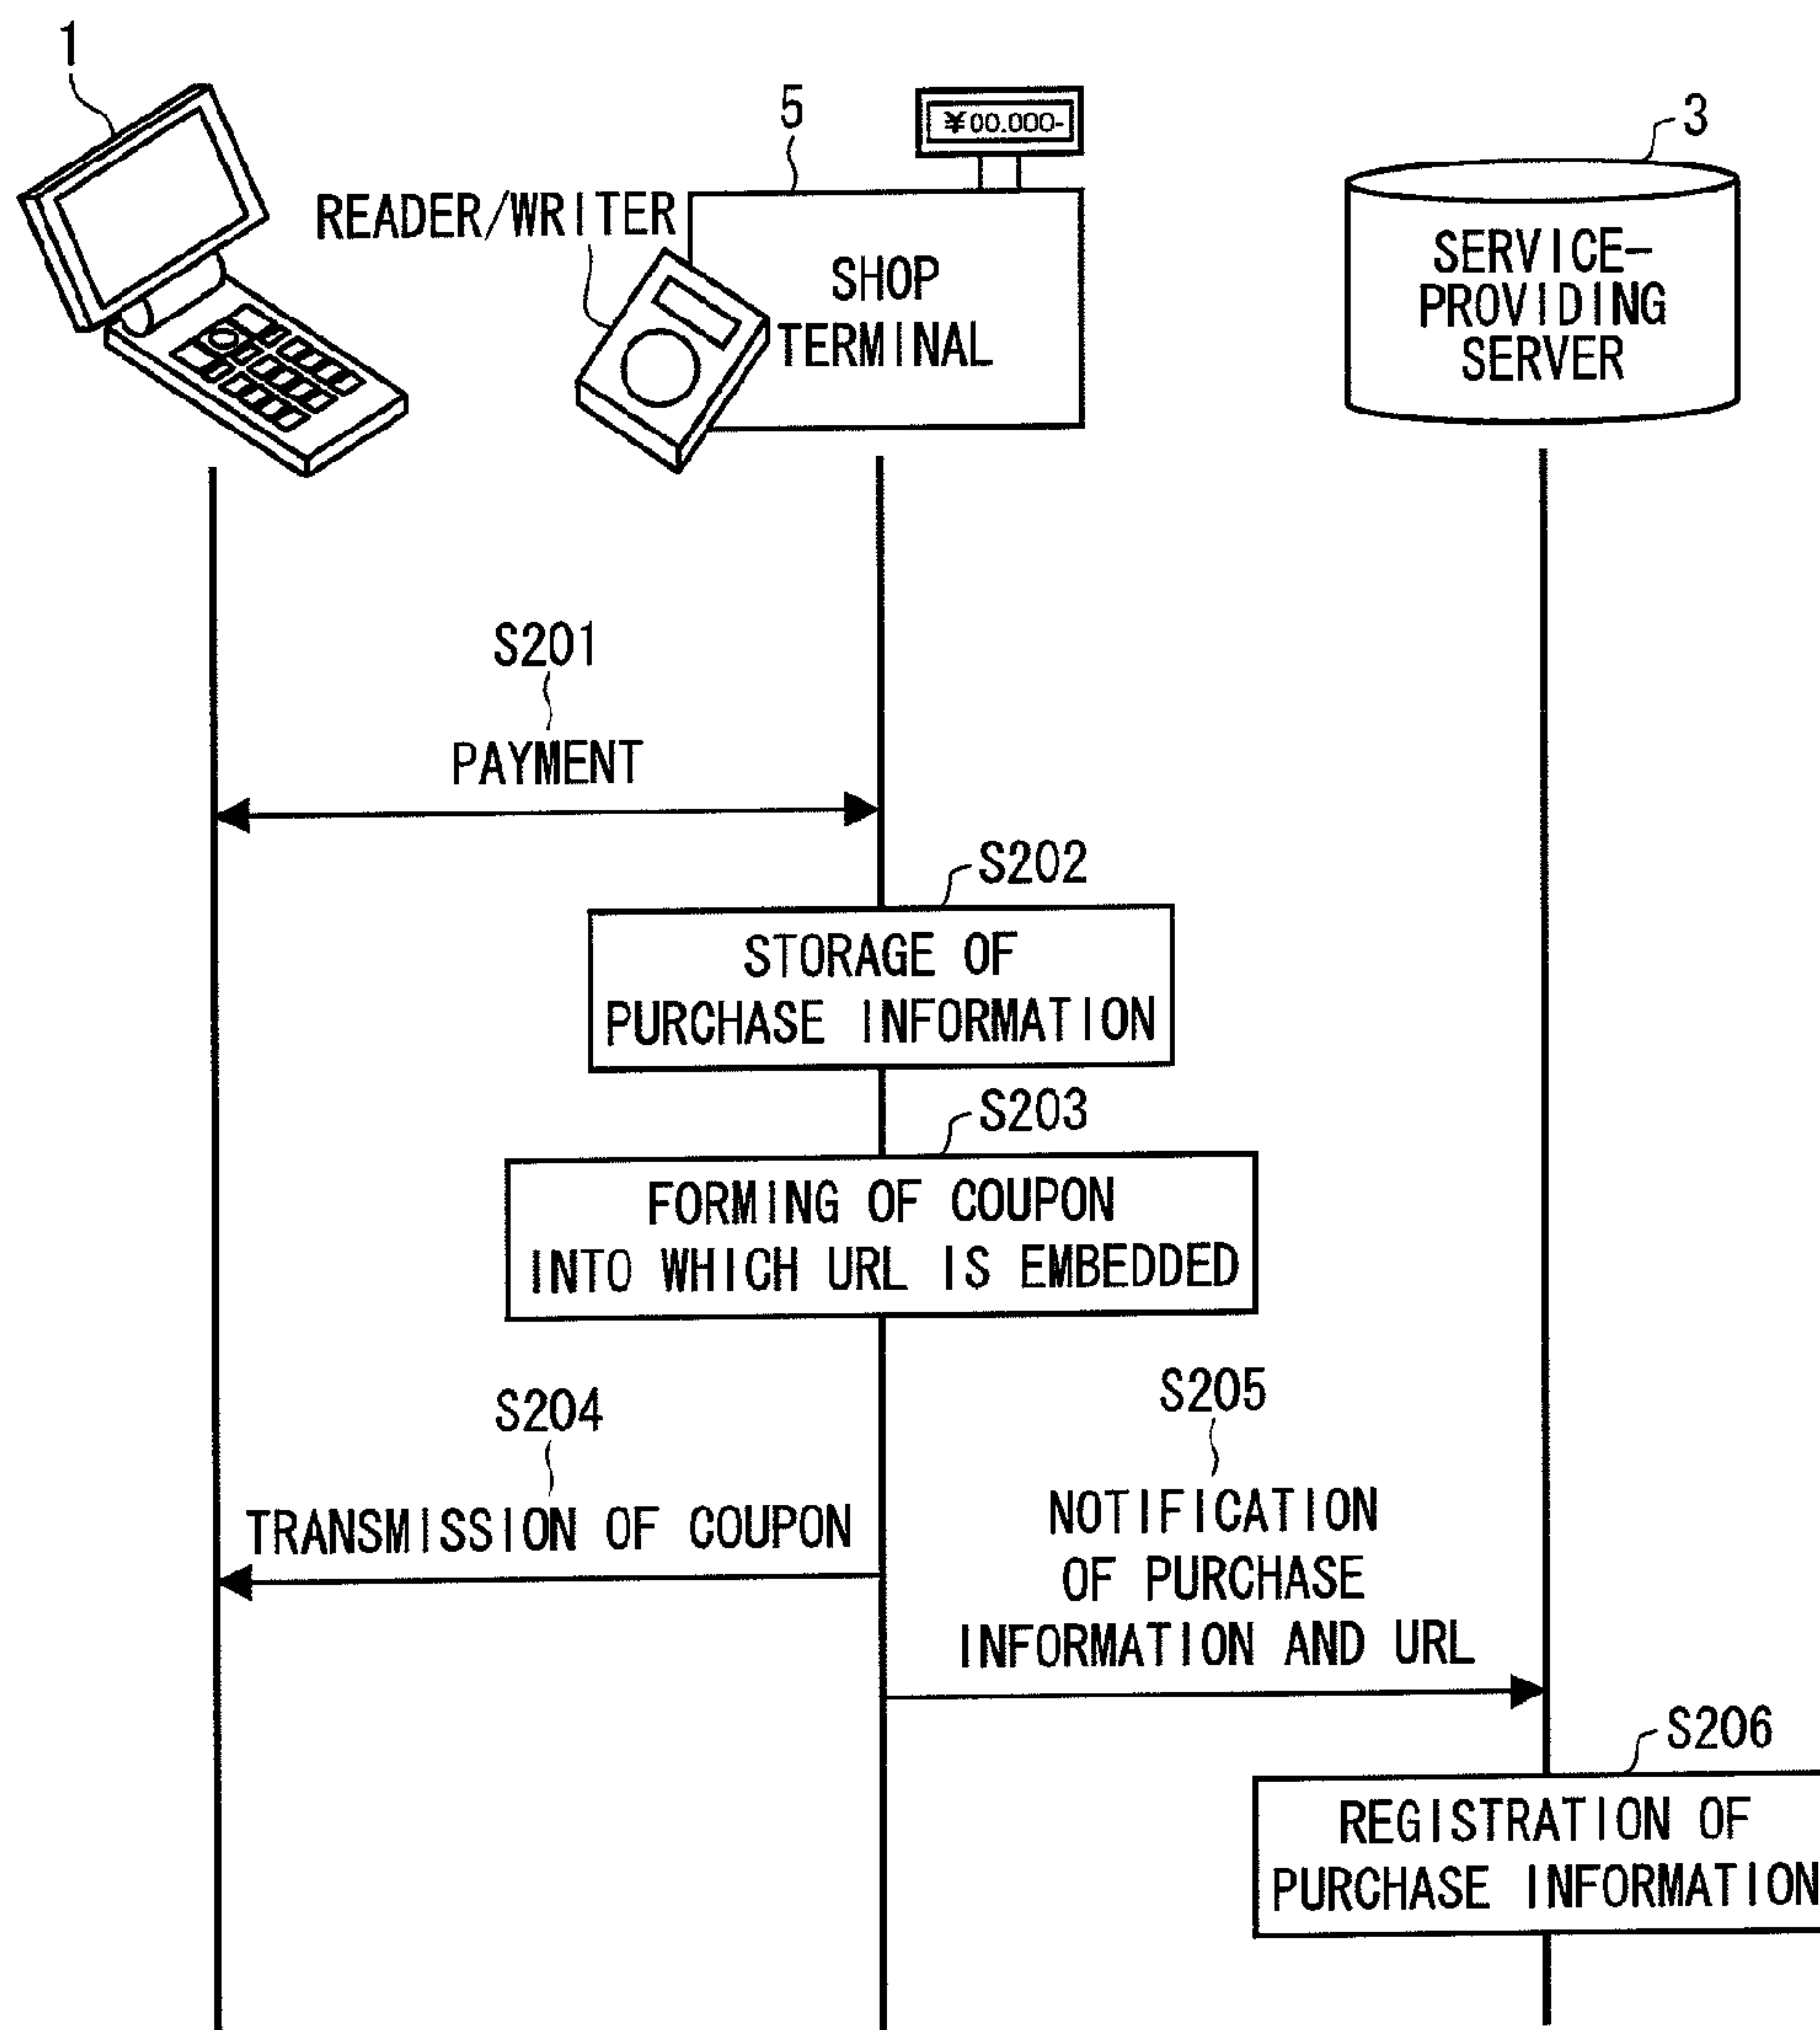 1
5
¥00.000-
3
READER/WRITER
SHOP
TERMINAL
SERVICE-
PROVIDING
SERVER
S201
PAYMENT
S202
STORAGE OF
PURCHASE INFORMATION
S203
FORMING OF COUPON
INTO WHICH URL IS EMBEDDED
S204
TRANSMISSION OF COUPON
S205
NOTIFICATION
OF PURCHASE
INFORMATION AND URL
S206
REGISTRATION OF
PURCHASE INFORMATION